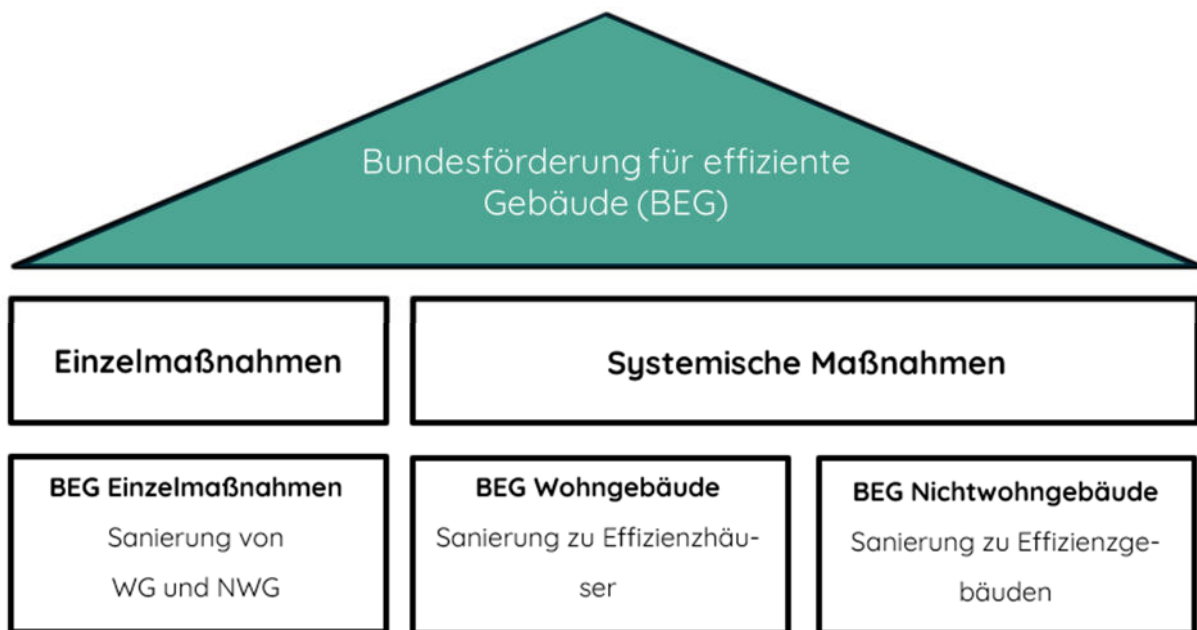 Bundesförderung für effiziente
Gebäude (BEG)
Einzelmaßnahmen
Systemische Maßnahmen
BEG Einzelmaßnahmen
Sanierung von
WG und NWG
BEG Wohngebäude
Sanierung zu Effizienzhäu-
ser
BEG Nichtwohngebäude
Sanierung zu Effizienzge-
bäuden